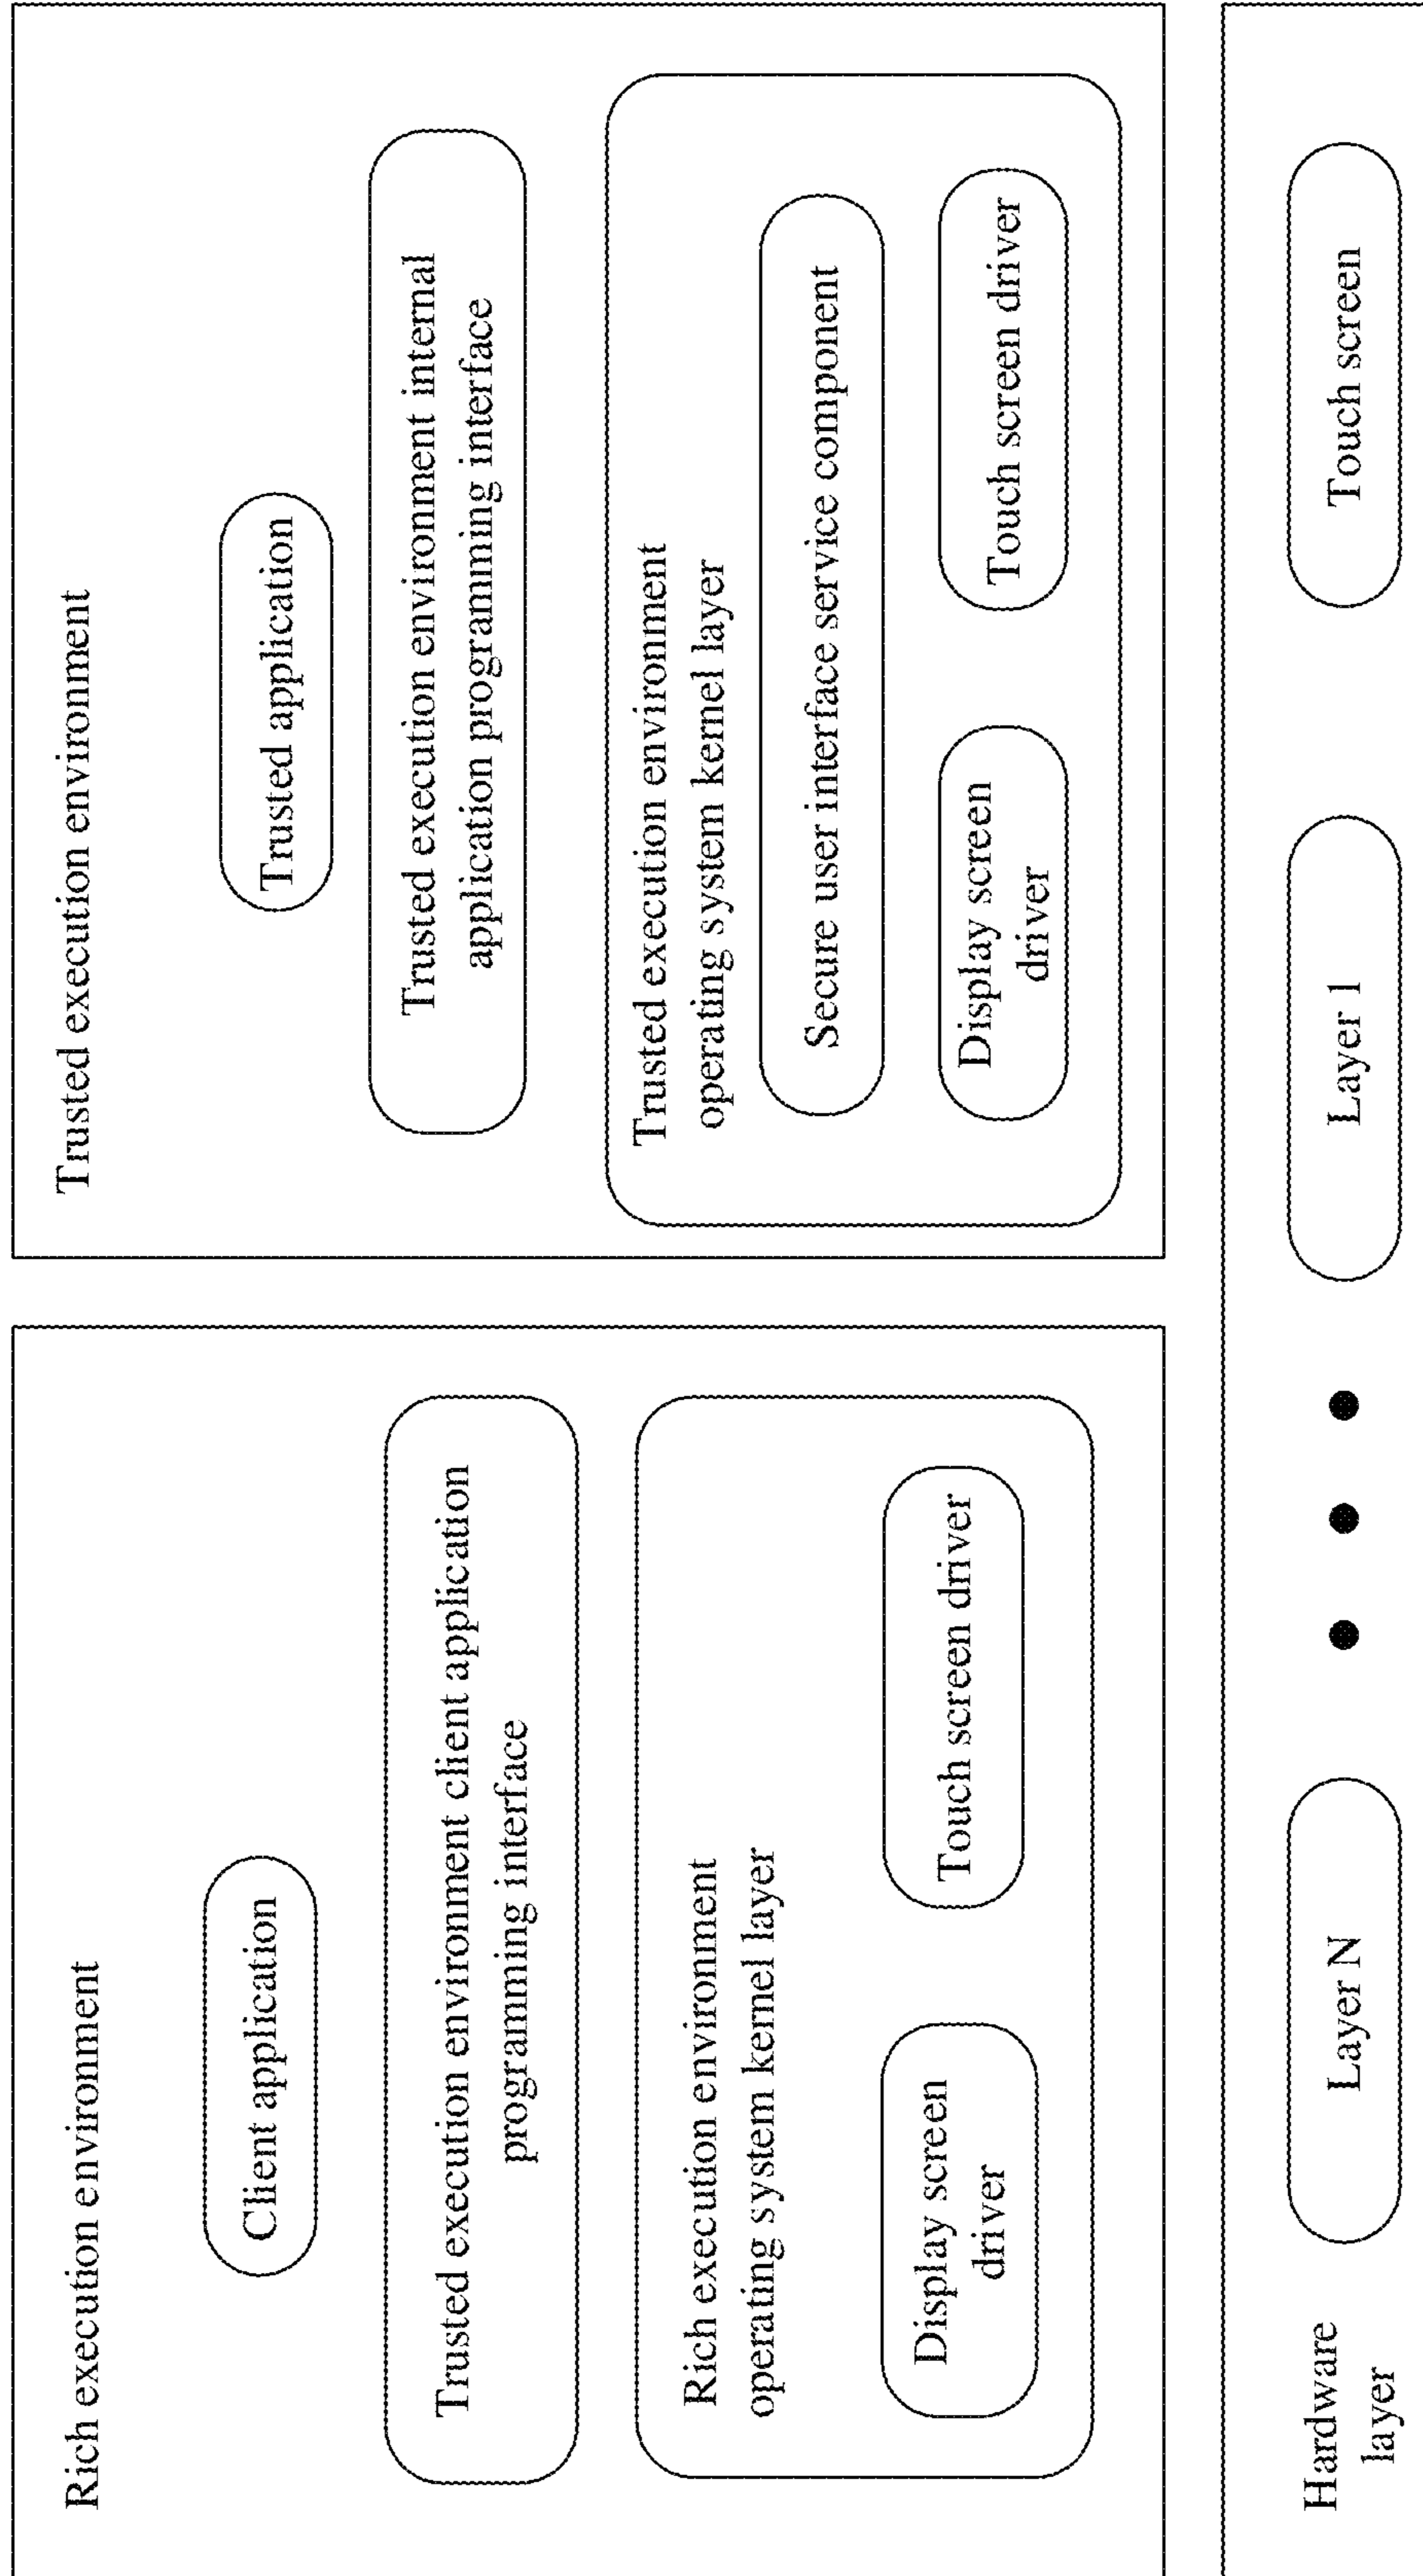 Rich execution environment
Client application
Trusted execution environment client application
programming interface
Rich execution environment
operating system kernel layer
Display screen
driver
Touch screen driver
Trusted execution environment
Trusted application
Trusted execution environment internal
application programming interface
Trusted execution environment
operating system kernel layer
Secure user interface service component
Display screen
driver
Touch screen driver
Hardware
layer
Layer N
Layer 1
Touch screen